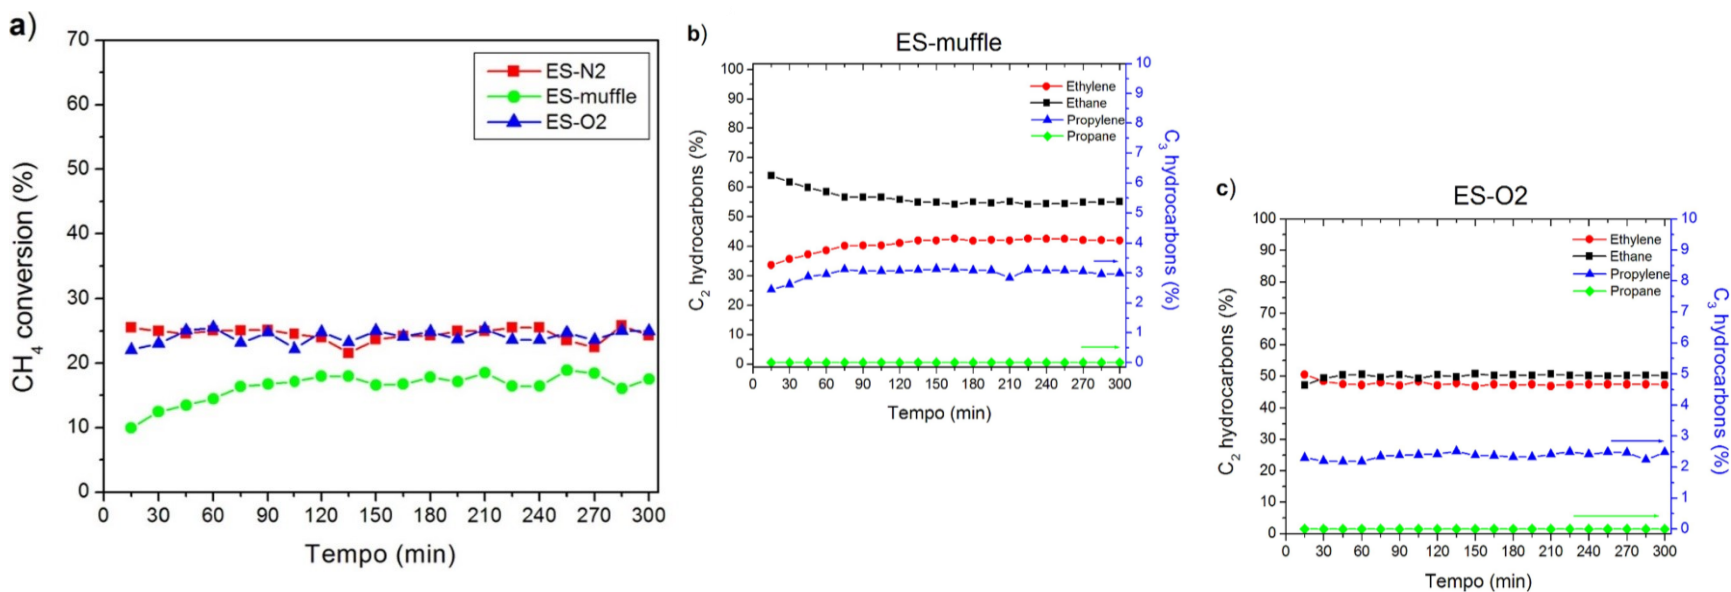 a)
CH4 conversion (%)
70
60
50
40
30
20
10
0
0 30 60 90 120 150 180 210 240 270 300
Tempo (min)
ES-N2
ES-muffle
ES-O2
b)
ES-muffle
C2 hydrocarbons (%)
100
90
80
70
60
50
40
30
20
10
0
0 30 60 90 120 150 180 210 240 270 300
Tempo (min)
Ethylene
Ethane
Propylene
Propane
10
9
8
7
6
5
4
3
2
1
0
C3 hydrocarbons (%)
c)
ES-O2
C2 hydrocarbons (%)
100
90
80
70
60
50
40
30
20
10
0
0 30 60 90 120 150 180 210 240 270 300
Tempo (min)
Ethylene
Ethane
Propylene
Propane
10
9
8
7
6
5
4
3
2
1
0
C3 hydrocarbons (%)